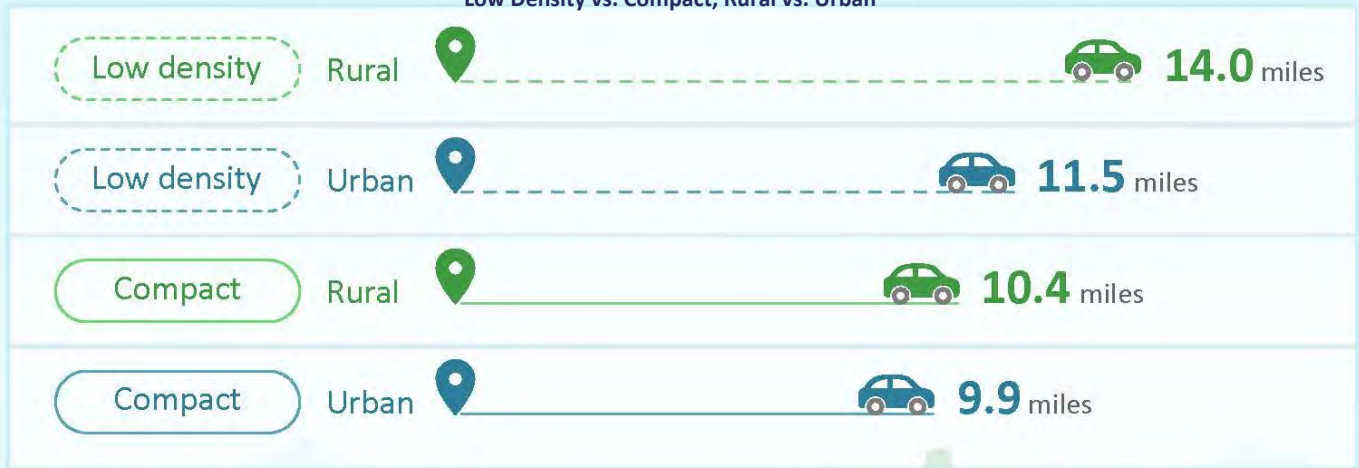 Low Density vs. Compact, Rural vs. Urban
Low density Rural 14.0 miles
Low density Urban 11.5 miles
Compact Rural 10.4 miles
Compact Urban 9.9 miles